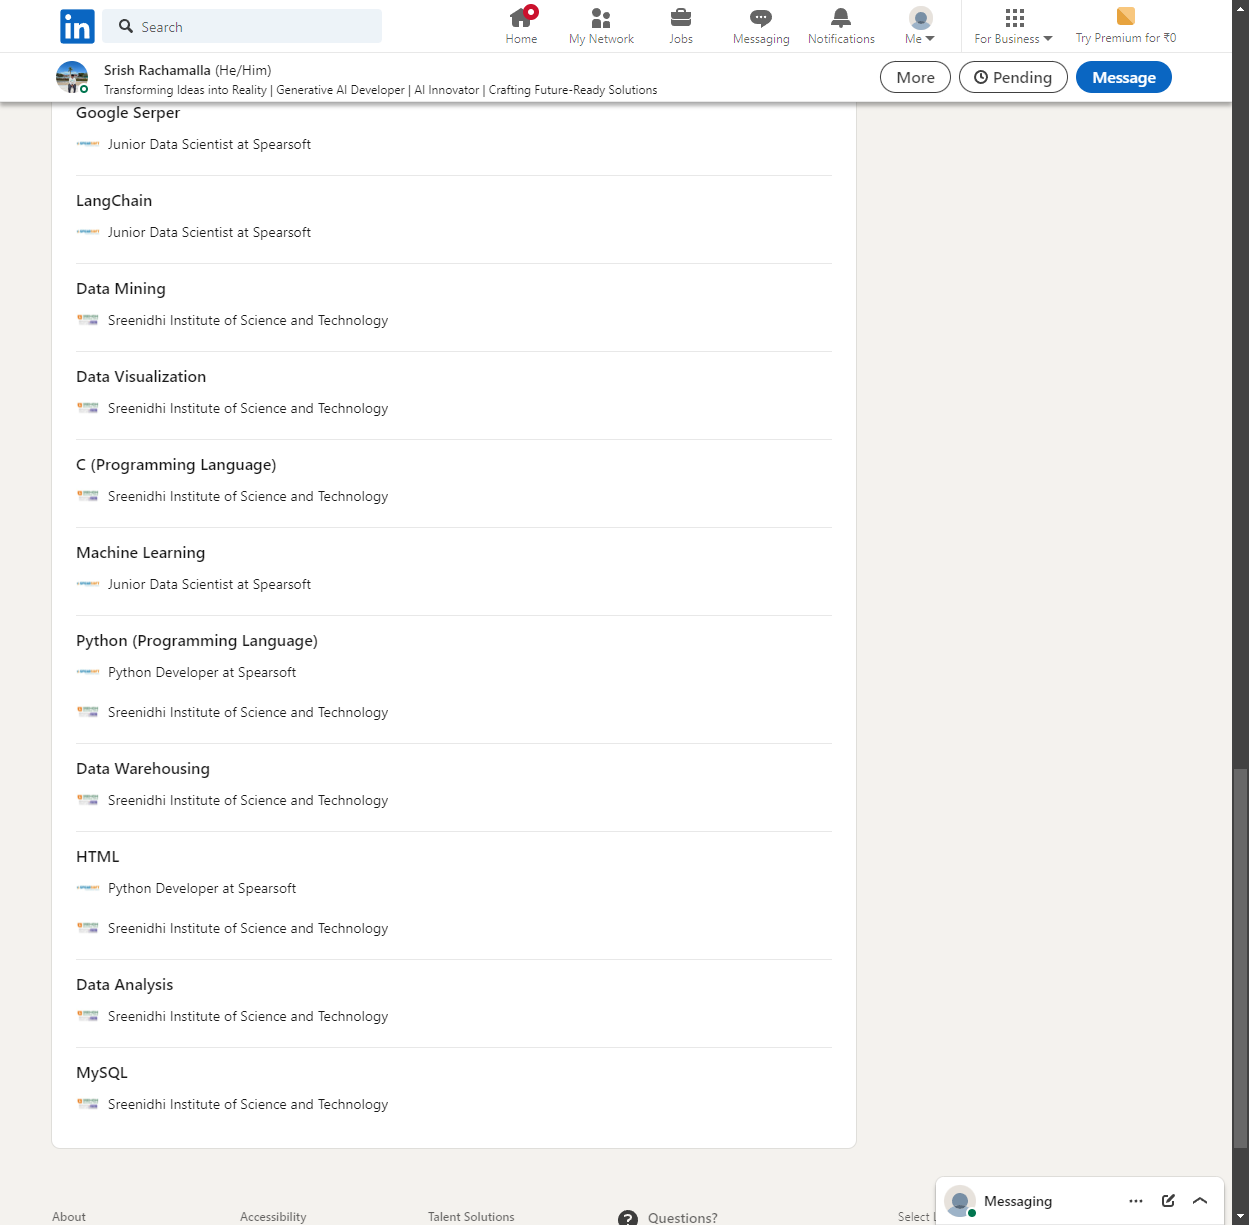 in
Search
Home
My Network
Jobs
Messaging
Notifications
Me
For Business
Try Premium for ₹0
Srish Rachamalla (He/Him)
Transforming Ideas into Reality | Generative AI Developer | AI Innovator | Crafting Future-Ready Solutions
More
Pending
Message
Google Serper
Junior Data Scientist at Spearsoft
LangChain
Junior Data Scientist at Spearsoft
Data Mining
Sreenidhi Institute of Science and Technology
Data Visualization
Sreenidhi Institute of Science and Technology
C (Programming Language)
Sreenidhi Institute of Science and Technology
Machine Learning
Junior Data Scientist at Spearsoft
Python (Programming Language)
Python Developer at Spearsoft
Sreenidhi Institute of Science and Technology
Data Warehousing
Sreenidhi Institute of Science and Technology
HTML
Python Developer at Spearsoft
Sreenidhi Institute of Science and Technology
Data Analysis
Sreenidhi Institute of Science and Technology
MySQL
Sreenidhi Institute of Science and Technology
Messaging
About
Accessibility
Talent Solutions
Questions?
Select